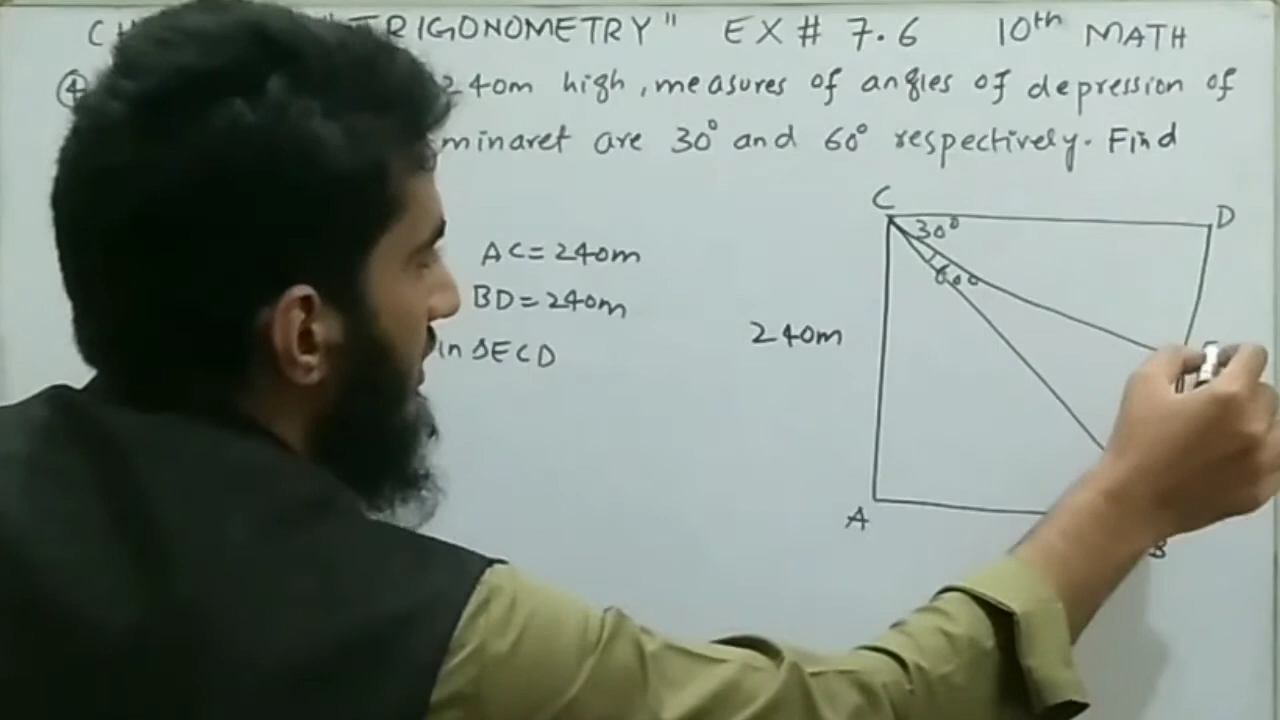 TRIGONOMETRY" EX # 7.6 10th MATH
④ 240m high, measures of angles of depression of
minaret are 30° and 60° respectively. Find
AC = 240m
BD = 240m
in ΔECD
C
D
30°
60°
240m
A
B